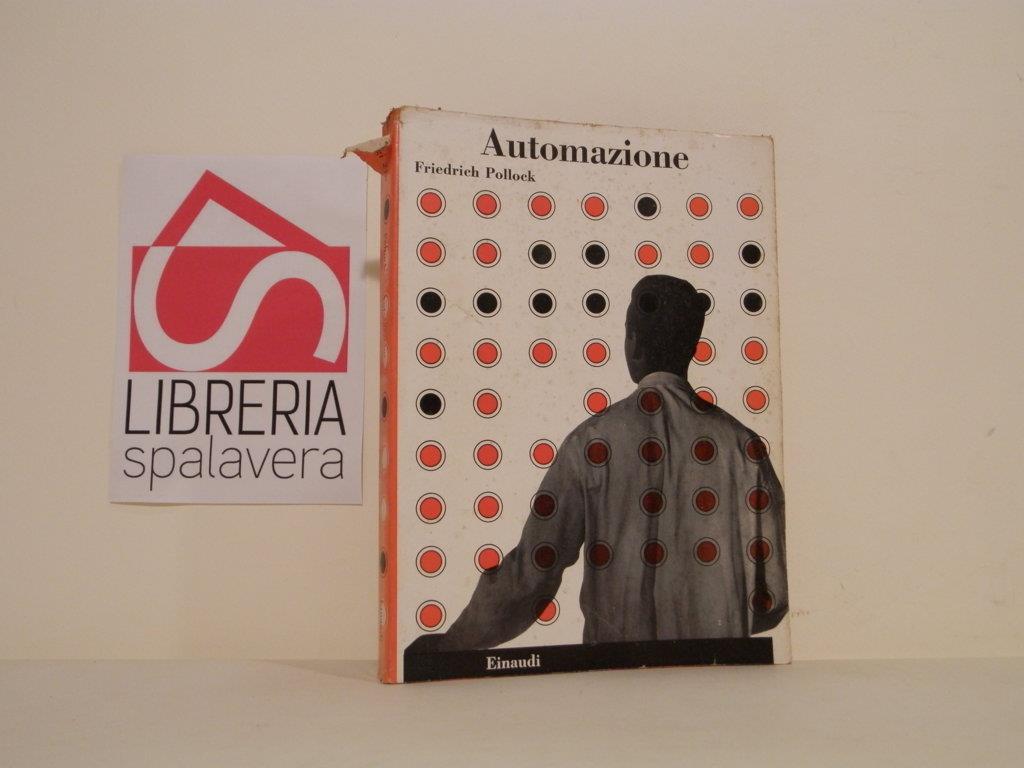 Automazione
Friedrich Pollock
Einaudi
LIBRERIA
spalavera